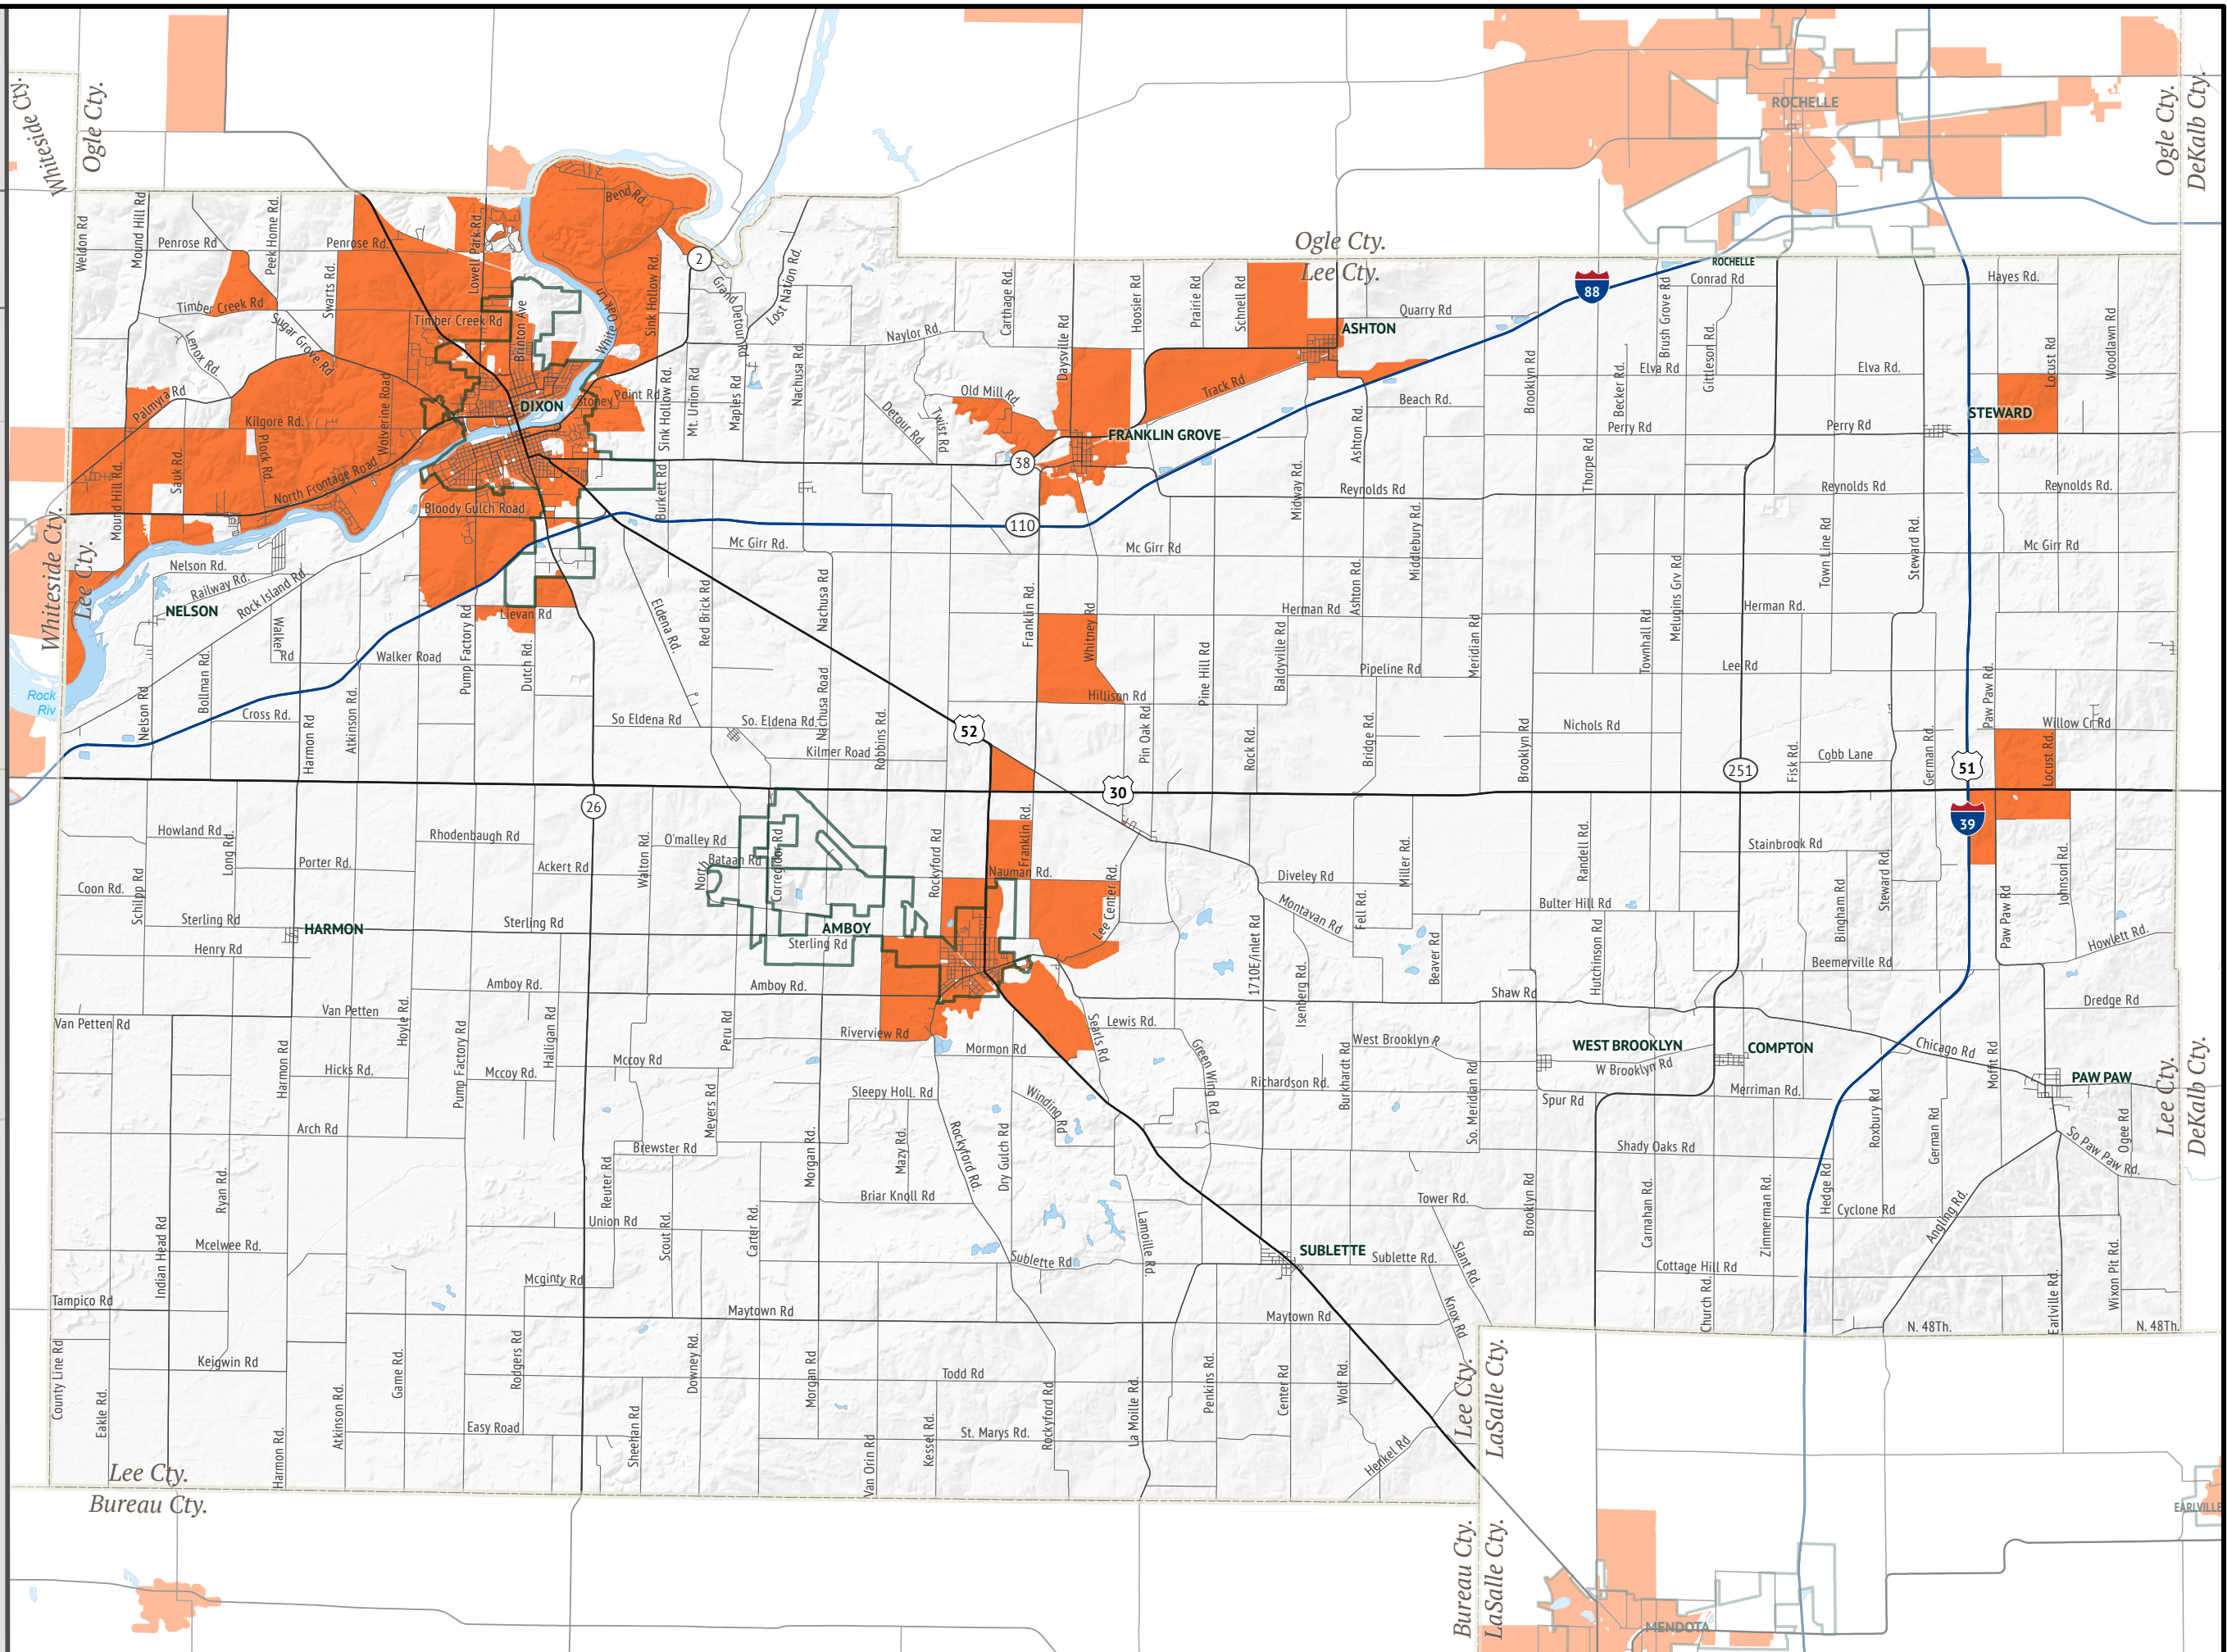 Whiteside Cty.
Ogle Cty.
Ogle Cty.
DeKalb Cty.
ROCHELLE
Weldon Rd
Mound Hill Rd
Penrose Rd
Peek Home Rd.
Swarts Rd.
Penrose Rd.
Lowell Park Rd
Bend Rd.
2
Sink Hollow Rd.
Grand Detour Rd
Lost Nation Rd.
Timber Creek Rd
Sugar Grove Rd
Lenox Rd.
Timber Creek Rd
Brinton Ave
White Oak Ln
Palmyra Rd
Kilgore Rd.
Plock Rd.
Wolverine Road
DIXON
Stoney Point Rd
Sink Hollow Rd.
Mt. Union Rd
Maples Rd
Nachusa Rd.
Naylor Rd.
Carthage Rd.
Daysville Rd
Hoosier Rd
Prairie Rd
Schnell Rd
Ogle Cty.
Lee Cty.
ASHTON
Quarry Rd
88
ROCHELLE
Conrad Rd
Brush Grove Rd
Gittleson Rd.
Hayes Rd.
Woodlawn Rd
Locust Rd
Old Mill Rd
Detour Rd.
Twist Rd
Track Rd
FRANKLIN GROVE
Beach Rd.
Ashton Rd.
Brooklyn Rd
Becker Rd.
Elva Rd
Elva Rd.
Perry Rd
Perry Rd
STEWARD
Mound Hill Rd.
Sauk Rd.
North Frontage Road
Bloody Gulch Road
Burkett Rd
38
110
Midway Rd.
Reynolds Rd
Thorpe Rd
Reynolds Rd
Reynolds Rd.
Whiteside Cty.
Lee Cty.
Nelson Rd.
Railway Rd.
Rock Island Rd.
NELSON
Walker
Rd
Walker Road
Lievan Rd
Pump Factory Rd
Dutch Rd.
Eldena Rd.
Red Brick Rd
Mc Girr Rd.
Nachusa Rd
Mc Girr Rd
Middlebury Rd.
Ashton Rd.
Herman Rd
Franklin Rd.
Whitney Rd
Hillison Rd
Pine Hill Rd
Baldyville Rd
Pipeline Rd
Meridian Rd
Townhall Rd
Melugins Grv Rd
Herman Rd.
Town Line Rd
Steward Rd.
Mc Girr Rd
Lee Rd
Paw Paw Rd.
Rock
Riv
Nelson Rd
Bollman Rd.
Cross Rd.
Harmon Rd
Atkinson Rd.
So Eldena Rd
So. Eldena Rd.
Nachusa Road
Kilmer Road
Robbins Rd.
52
Pin Oak Rd
Rock Rd.
Bridge Rd.
Brooklyn Rd
Nichols Rd
251
Fisk Rd.
Cobb Lane
German Rd.
51
Willow Cr Rd
Locust Rd.
30
26
39
Howland Rd
Long Rd.
Porter Rd.
Coon Rd.
Schilpp Rd
Rhodenbaugh Rd
Ackert Rd
Walton Rd.
O'malley Rd
North
Bataan Rd
Corregidor Rd
Rockyford Rd
Franklin Rd.
Nauman Rd.
Lee Center Rd.
Diveley Rd
Montavan Rd
Fell Rd.
Miller Rd.
Randell Rd.
Stainbrook Rd
Steward Rd.
Bingham Rd
Johnson Rd.
Paw Paw Rd
Sterling Rd
HARMON
Henry Rd
Sterling Rd
AMBOY
Sterling Rd
1710E/inlet Rd
Isenberg Rd.
Beaver Rd
Bulter Hill Rd
Hutchinson Rd
Beemerville Rd
Howlett Rd.
Amboy Rd.
Amboy Rd.
Shaw Rd
Dredge Rd
Van Petten Rd
Van Petten
Hoyle Rd.
Pump Factory Rd
Halligan Rd
Peru Rd
Riverview Rd
Mormon Rd
Searls Rd
Lewis Rd.
Green Wing Rd
West Brooklyn R
WEST BROOKLYN
W Brooklyn Rd
COMPTON
Chicago Rd
Moffit Rd
PAW PAW
Harmon Rd
Hicks Rd.
Mccoy Rd.
Mccoy Rd
Sleepy Holl. Rd
Richardson Rd.
Burkhardt Rd
So. Meridian Rd
Spur Rd
Merriman Rd.
Lee Cty.
DeKalb Cty.
Arch Rd
Meyers Rd
Brewster Rd
Morgan Rd.
Mazy Rd.
Rockyford Rd.
Winding Rd
Dry Gulch Rd
Shady Oaks Rd
Roxbury Rd
German Rd
Ogee Rd
So Paw Paw Rd.
Ryan Rd.
Indian Head Rd
Mcelwee Rd.
Reuter Rd
Union Rd
Scout Rd.
Carter Rd.
Briar Knoll Rd
Lamoille Rd.
Sublette Rd
SUBLETTE
Sublette Rd.
Tower Rd.
Slant Rd.
Brooklyn Rd
Carnahan Rd.
Zimmerman Rd.
Hedge Rd
Cyclone Rd
Angling Rd.
Cottage Hill Rd
Tampico Rd
Mcginty Rd
Maytown Rd
Maytown Rd
Knox Rd
Church Rd.
N. 48Th.
Earlville Rd.
Wixon Pit Rd.
N. 48Th.
County Line Rd
Eakle Rd.
Keigwin Rd
Atkinson Rd.
Game Rd.
Rodgers Rd
Downey Rd.
Morgan Rd
Todd Rd
Penkins Rd.
Center Rd
Wolf Rd.
Lee Cty.
LaSalle Cty.
Harmon Rd.
Easy Road
Sheehan Rd
Van Orin Rd
Kessel Rd.
St. Marys Rd.
Rockyford Rd
La Moille Rd.
Henkel Rd
Lee Cty.
Bureau Cty.
Bureau Cty.
LaSalle Cty.
EARLVILLE
MENDOTA